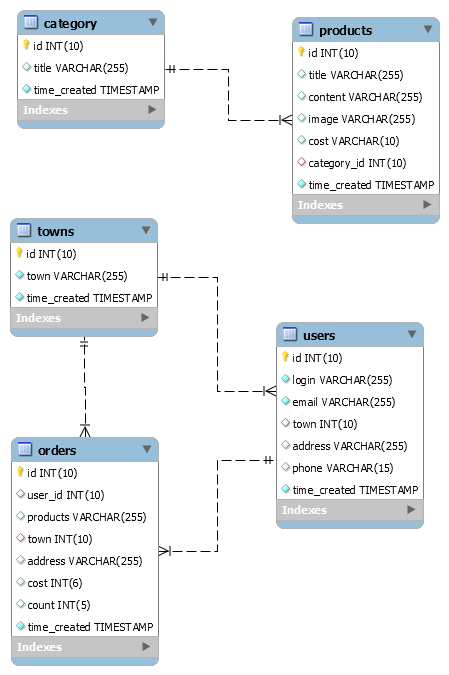 category
id INT(10)
title VARCHAR(255)
time_created TIMESTAMP
Indexes
products
id INT(10)
title VARCHAR(255)
content VARCHAR(255)
image VARCHAR(255)
cost VARCHAR(10)
category_id INT(10)
time_created TIMESTAMP
Indexes
towns
id INT(10)
town VARCHAR(255)
time_created TIMESTAMP
Indexes
users
id INT(10)
login VARCHAR(255)
email VARCHAR(255)
town INT(10)
address VARCHAR(255)
phone VARCHAR(15)
time_created TIMESTAMP
Indexes
orders
id INT(10)
user_id INT(10)
products VARCHAR(255)
town INT(10)
address VARCHAR(255)
cost INT(6)
count INT(5)
time_created TIMESTAMP
Indexes